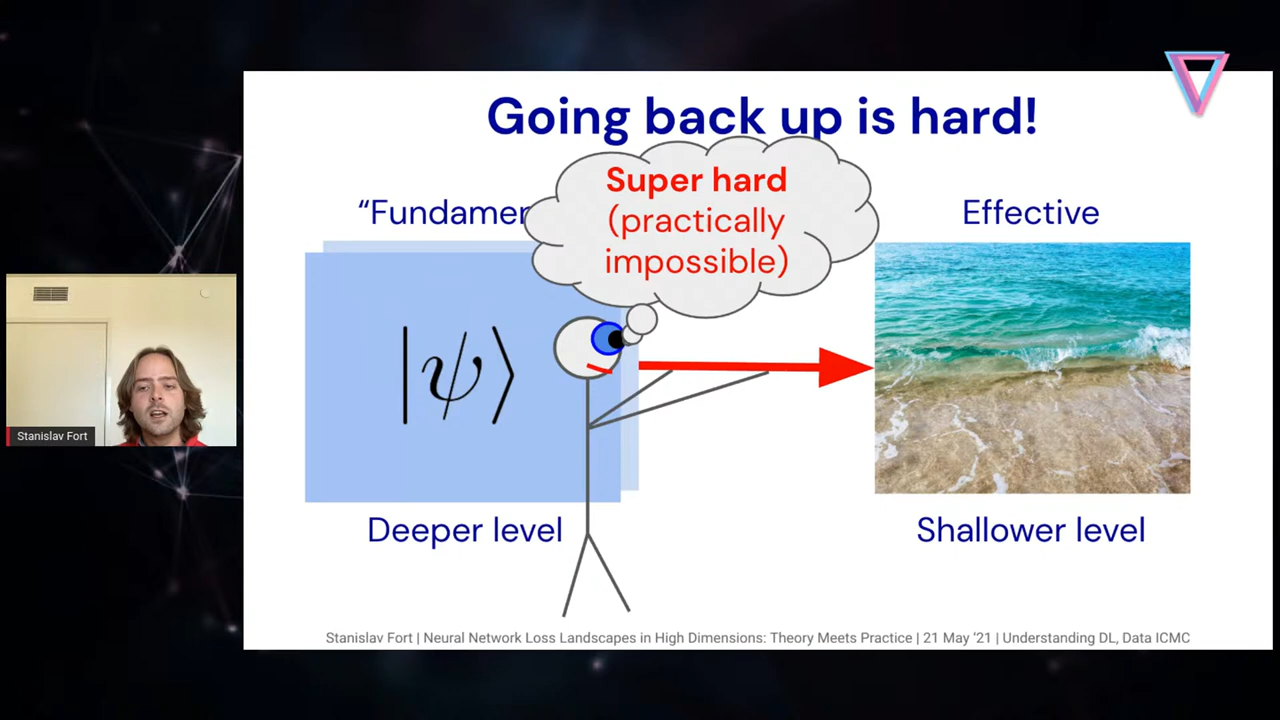 Going back up is hard!
Super hard
(practically
impossible)
“Fundamen
Effective
|ψ⟩
Deeper level
Shallower level
Stanislav Fort
Stanislav Fort | Neural Network Loss Landscapes in High Dimensions: Theory Meets Practice | 21 May ‘21 | Understanding DL, Data ICMC